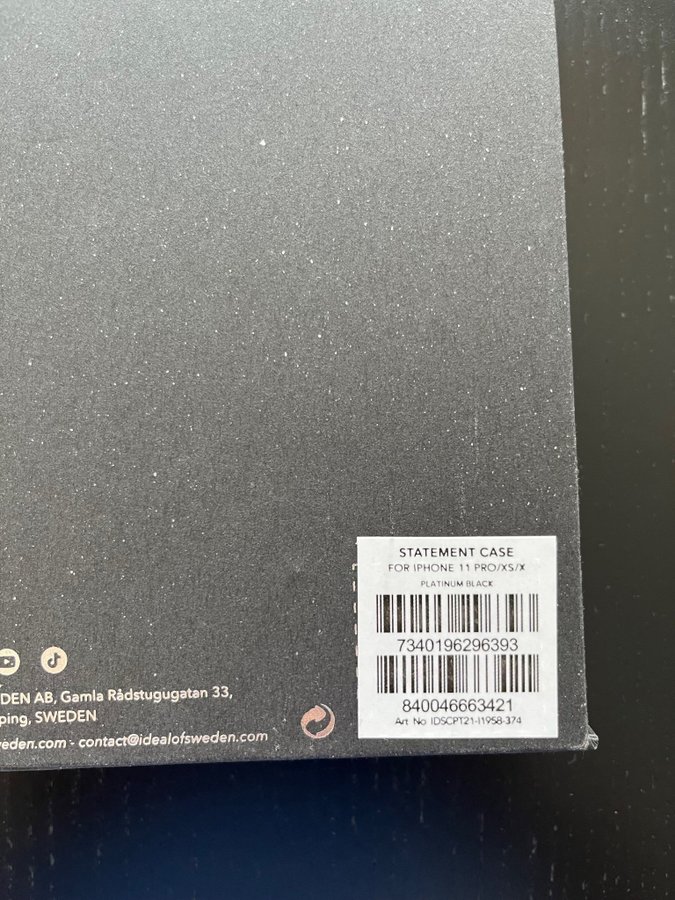 STATEMENT CASE
FOR IPHONE 11 PRO/XS/X
PLATINUM BLACK
7340196296393
840046663421
Art No IDSCPT21-I1958-374
DEN AB, Gamla Rådstugugatan 33,
ping, SWEDEN
veden.com - contact@idealofsweden.com